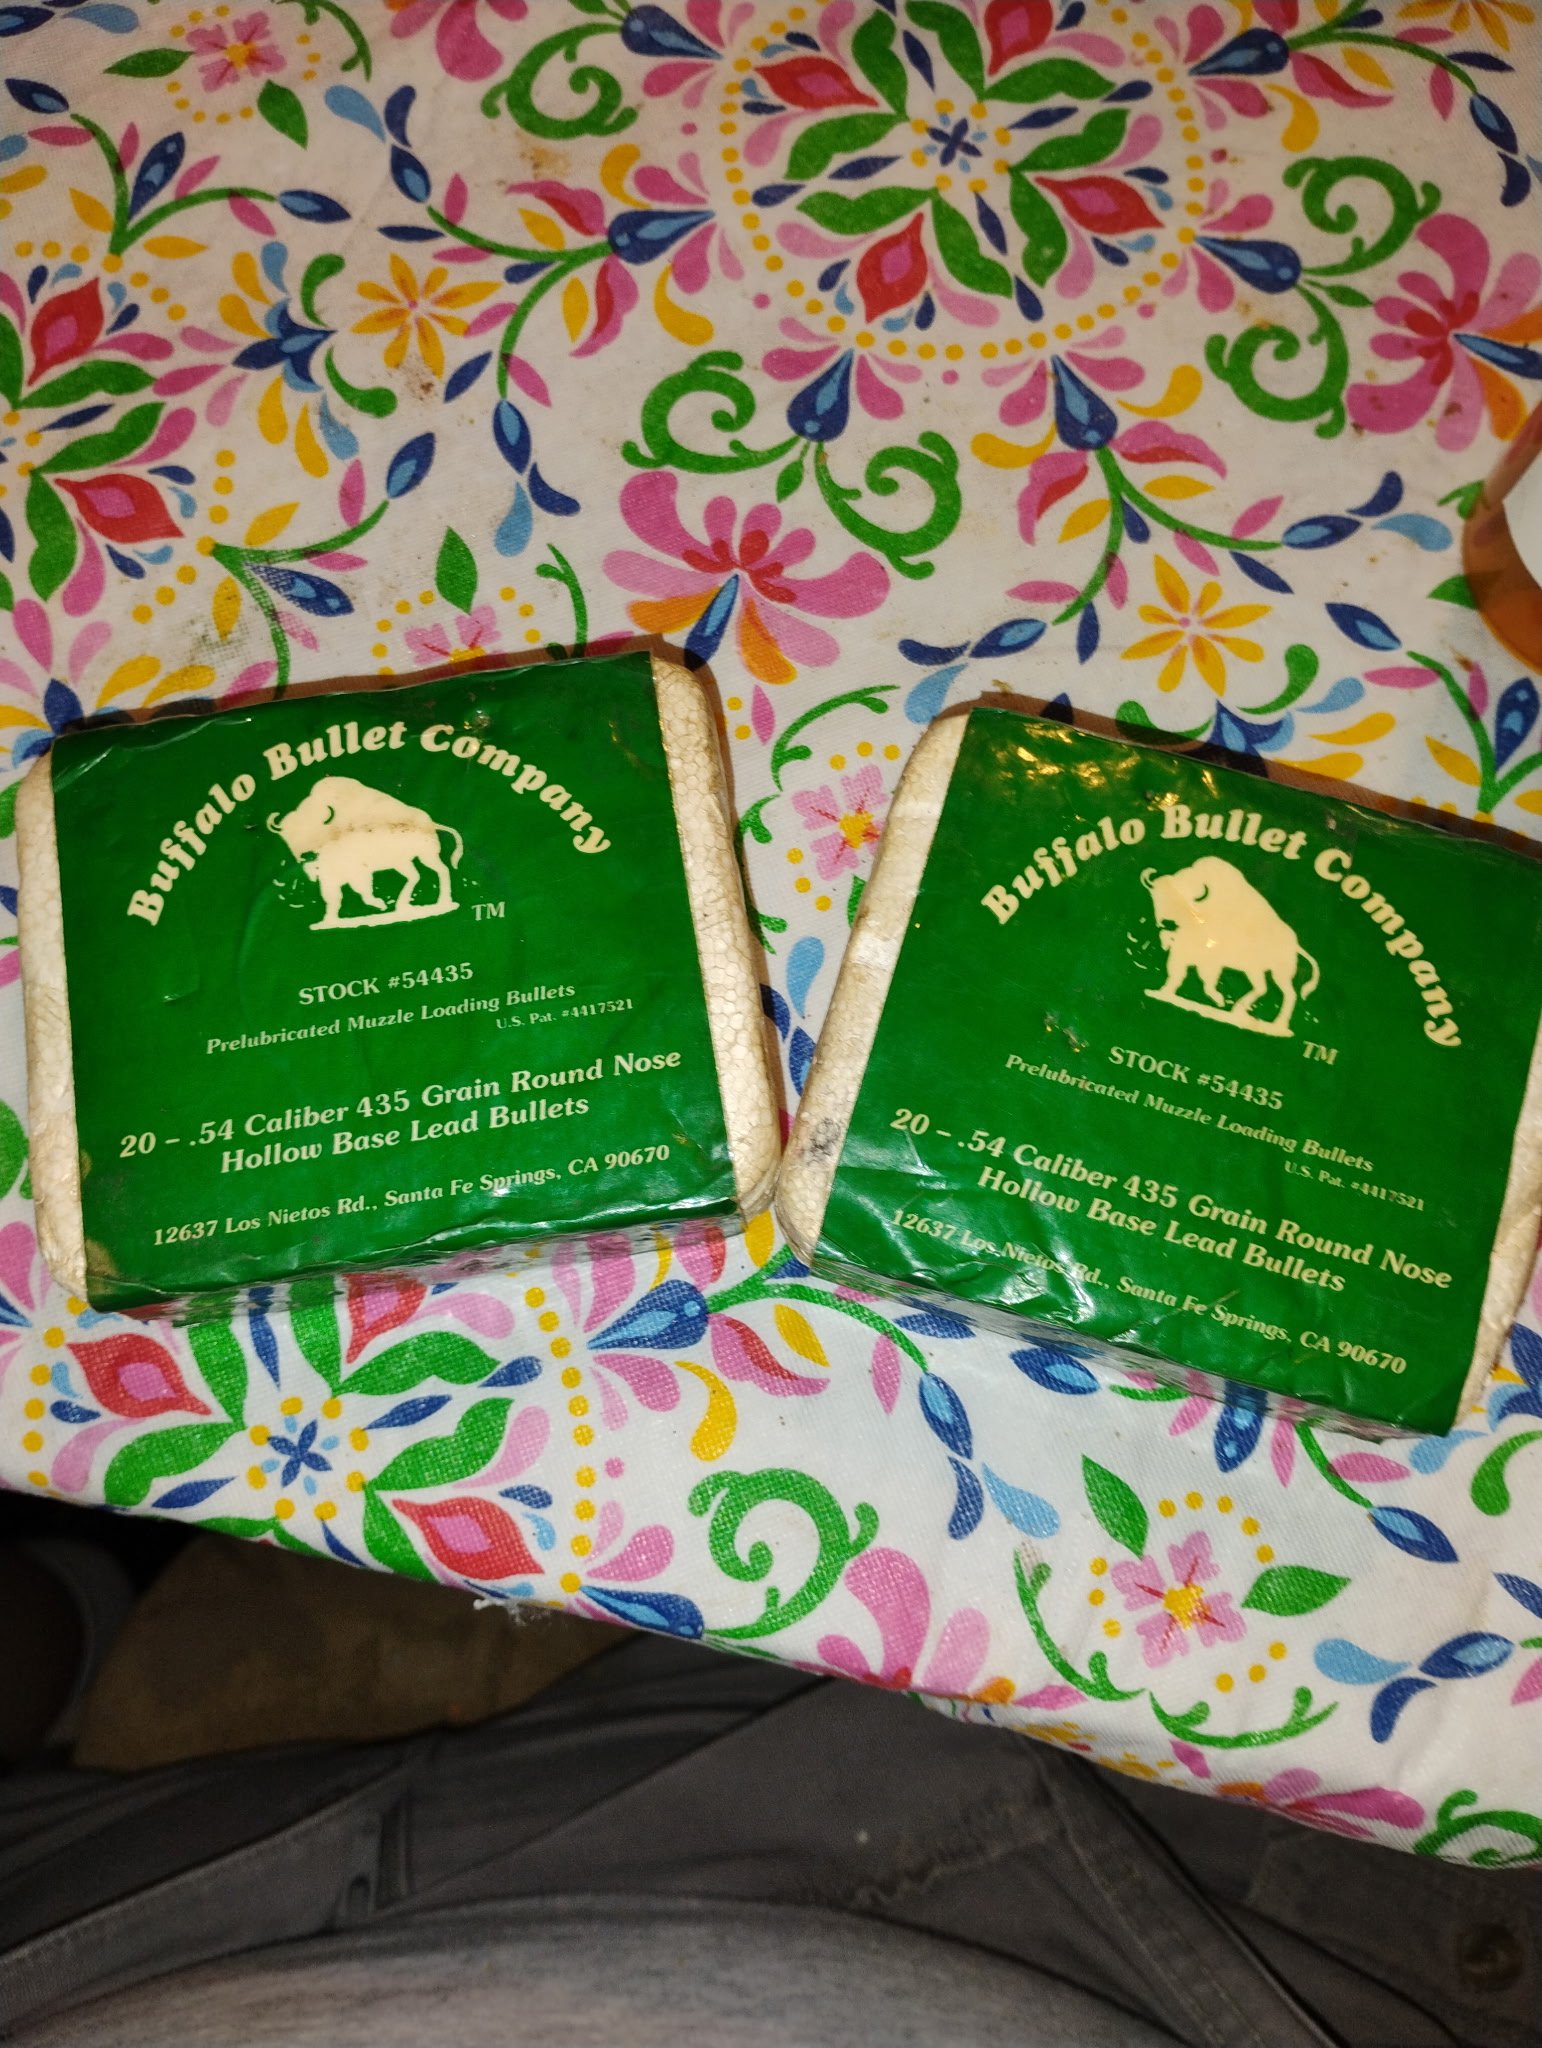 Buffalo Bullet Company
TM
STOCK #54435
Prelubricated Muzzle Loading Bullets
U.S. Pat. #4417521
20 – .54 Caliber 435 Grain Round Nose
Hollow Base Lead Bullets
12637 Los Nietos Rd., Santa Fe Springs, CA 90670
Buffalo Bullet Company
TM
STOCK #54435
Prelubricated Muzzle Loading Bullets
U.S. Pat. #4417521
20 – .54 Caliber 435 Grain Round Nose
Hollow Base Lead Bullets
12637 Los Nietos Rd., Santa Fe Springs, CA 90670